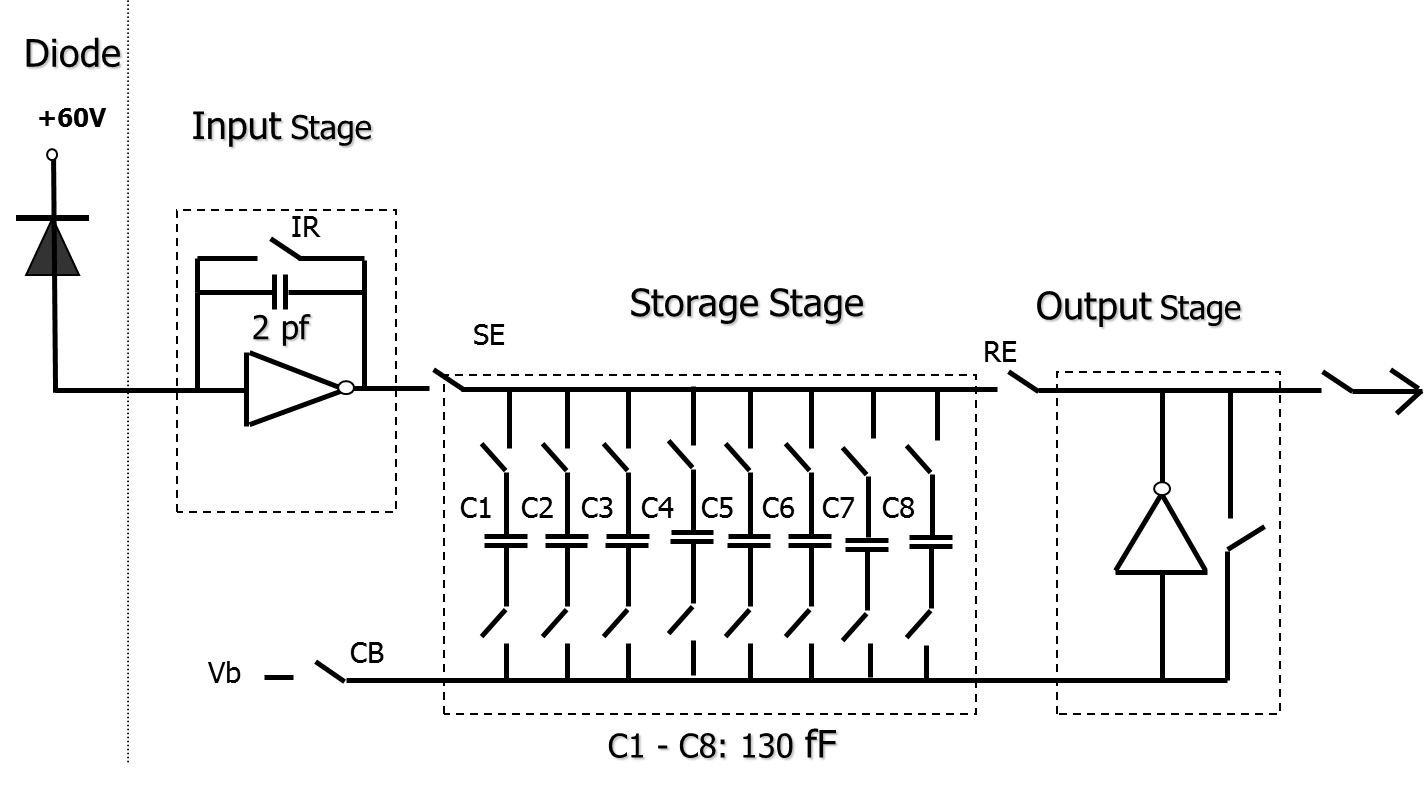 Diode
+60V
Input Stage
IR
2 pf
SE
Storage Stage
RE
Output Stage
C1 C2 C3 C4 C5 C6 C7 C8
CB
Vb
C1 - C8: 130 fF